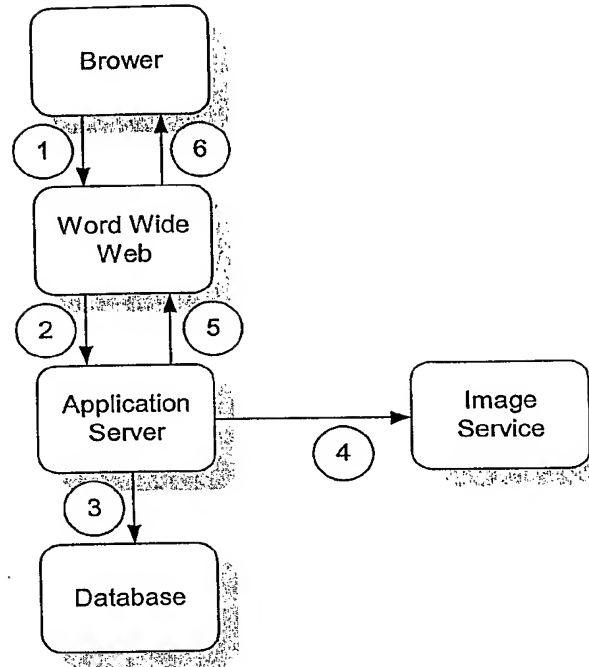 Brower
1
6
Word Wide
Web
2
5
Application
Server
Image
Service
4
3
Database